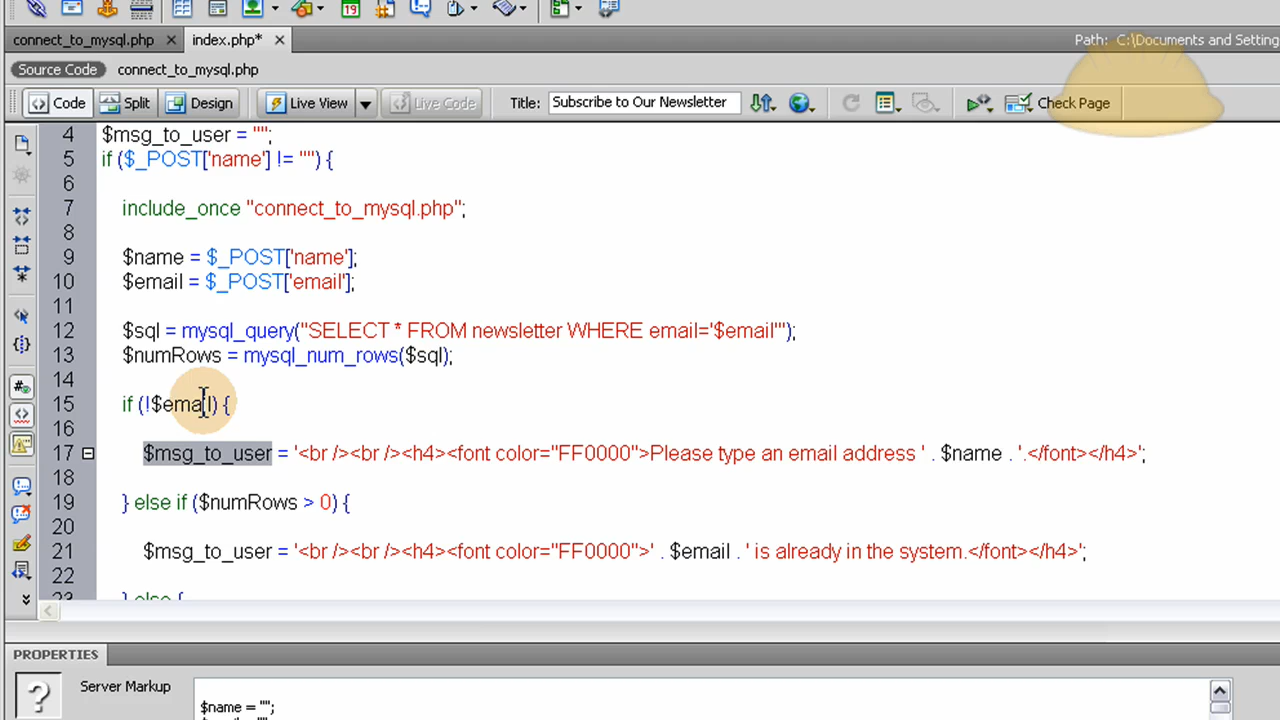 connect_to_mysql.php × index.php* × Path: C:\Documents and Setting
Source Code connect_to_mysql.php
Code Split Design Live View Live Code Title: Subscribe to Our Newsletter Check Page
4 $msg_to_user = "";
5 if ($_POST['name'] != "") {
6
7 include_once "connect_to_mysql.php";
8
9 $name = $_POST['name'];
10 $email = $_POST['email'];
11
12 $sql = mysql_query("SELECT * FROM newsletter WHERE email='$email'");
13 $numRows = mysql_num_rows($sql);
14
15 if (!$email) {
16
17 $msg_to_user = '<br /><br /><h4><font color="FF0000">Please type an email address ' . $name . '.</font></h4>';
18
19 } else if ($numRows > 0) {
20
21 $msg_to_user = '<br /><br /><h4><font color="FF0000">' . $email . ' is already in the system.</font></h4>';
22
23 } else {
PROPERTIES
? Server Markup
$name = "";